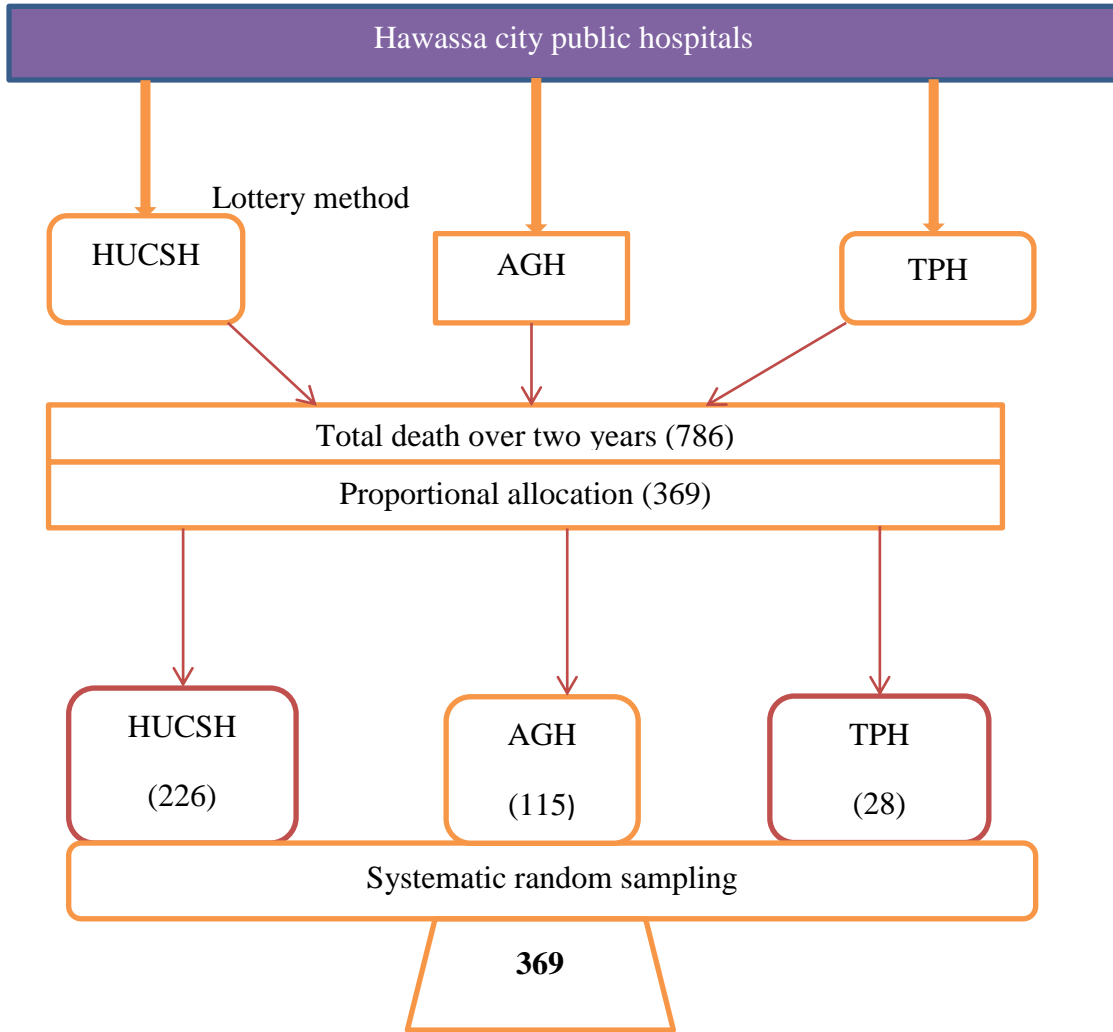 Hawassa city public hospitals
Lottery method
HUCSH
AGH
TPH
Total death over two years (786)
Proportional allocation (369)
HUCSH
(226)
AGH
(115)
TPH
(28)
Systematic random sampling
369